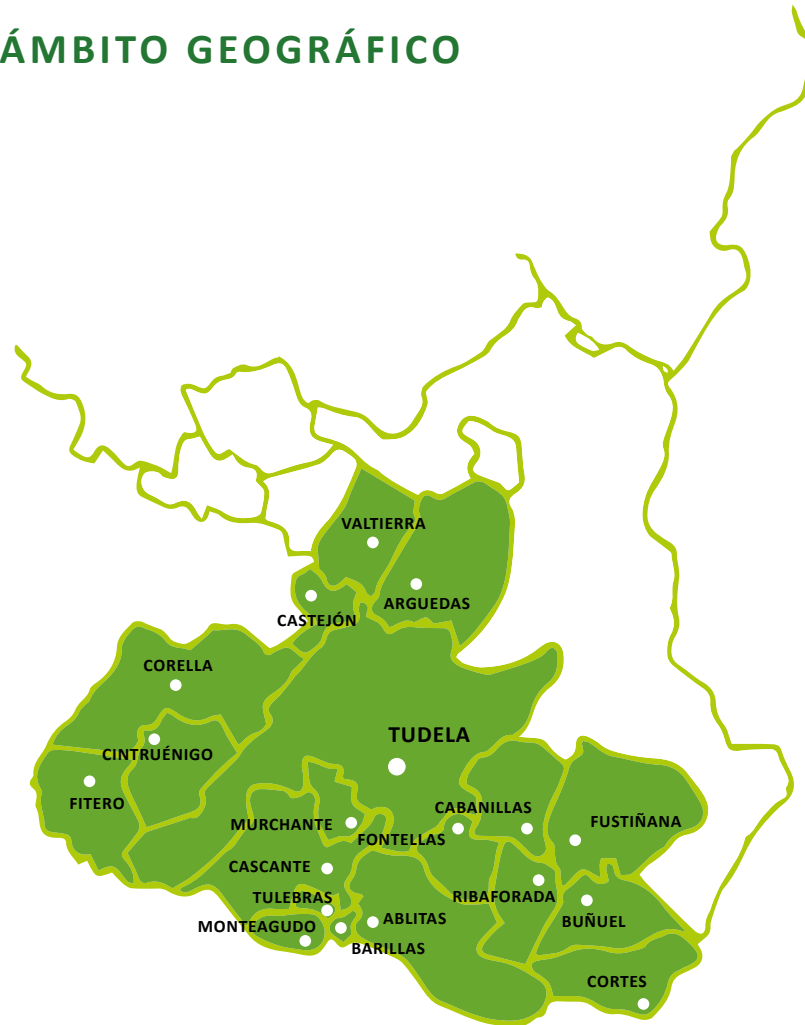 ÁMBITO GEOGRÁFICO
VALTIERRA
ARGUEDAS
CASTEJÓN
CORELLA
TUDELA
CINTRUÉNIGO
FITERO
CABANILLAS
FUSTIÑANA
MURCHANTE
FONTELLAS
CASCANTE
TULEBRAS
RIBAFORADA
ABLITAS
BUÑUEL
MONTEAGUDO
BARILLAS
CORTES